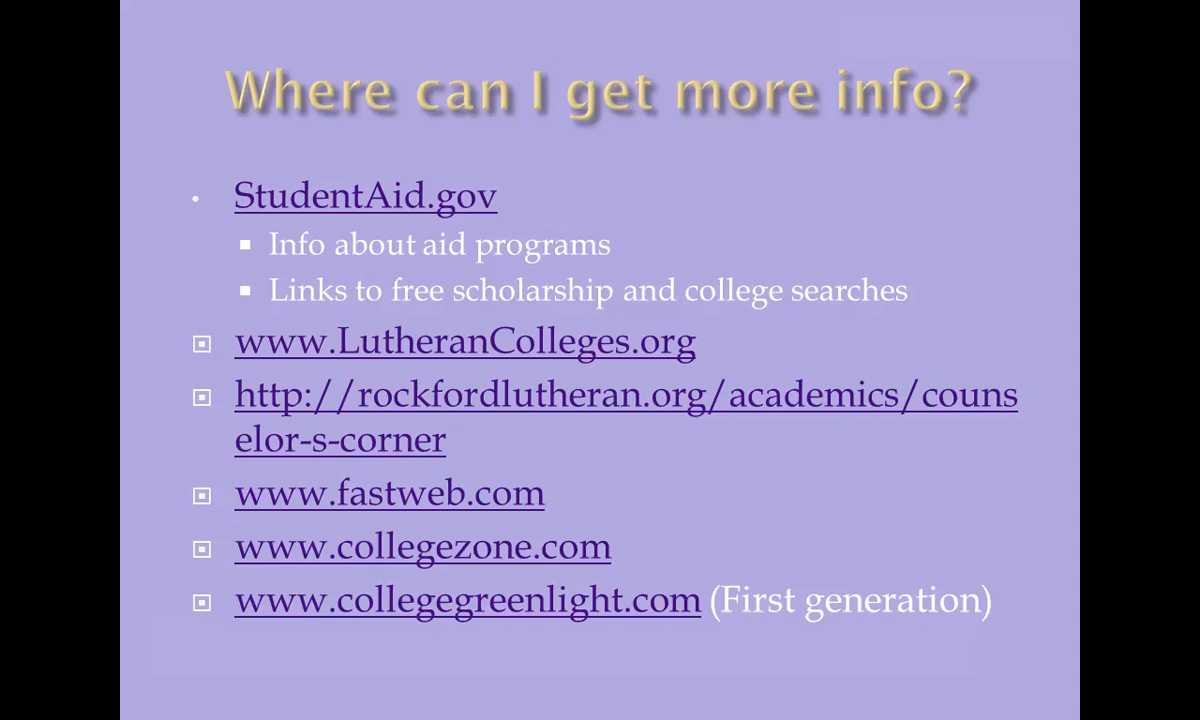 Where can I get more info?
StudentAid.gov
Info about aid programs
Links to free scholarship and college searches
www.LutheranColleges.org
http://rockfordlutheran.org/academics/couns
elor-s-corner
www.fastweb.com
www.collegezone.com
www.collegegreenlight.com (First generation)